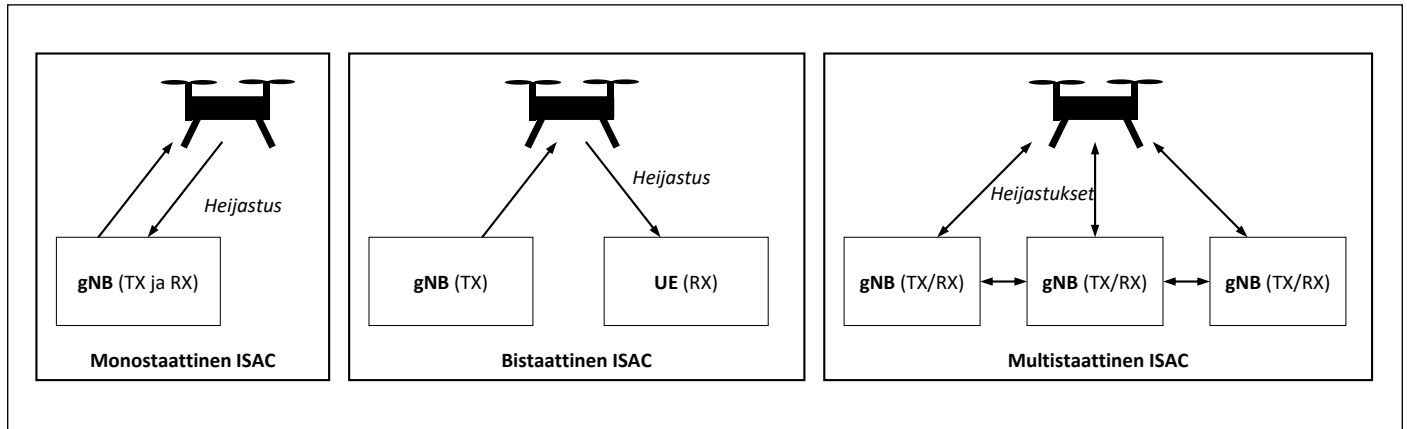 Heijastus
gNB (TX ja RX)
Monostaattinen ISAC
Heijastus
gNB (TX)
UE (RX)
Bistaattinen ISAC
Heijastukset
gNB (TX/RX)
gNB (TX/RX)
gNB (TX/RX)
Multistaattinen ISAC